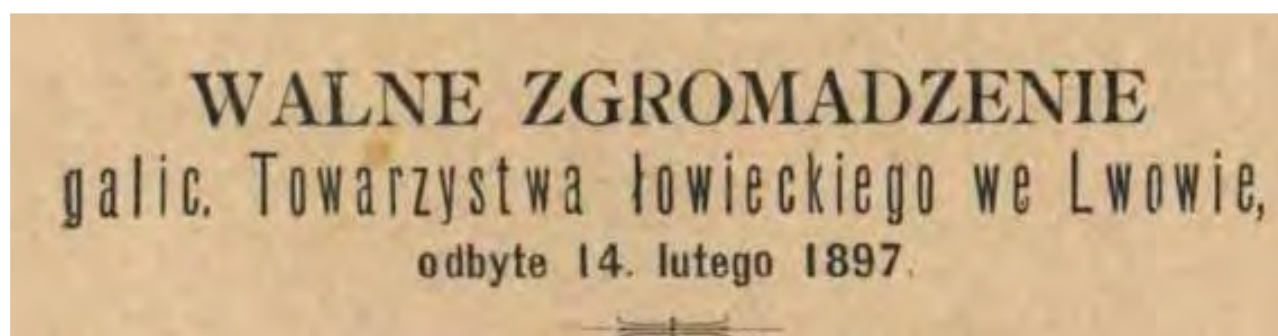 WALNE ZGROMADZENIE
galic. Towarzystwa łowieckiego we Lwowie,
odbyte 14. lutego 1897.